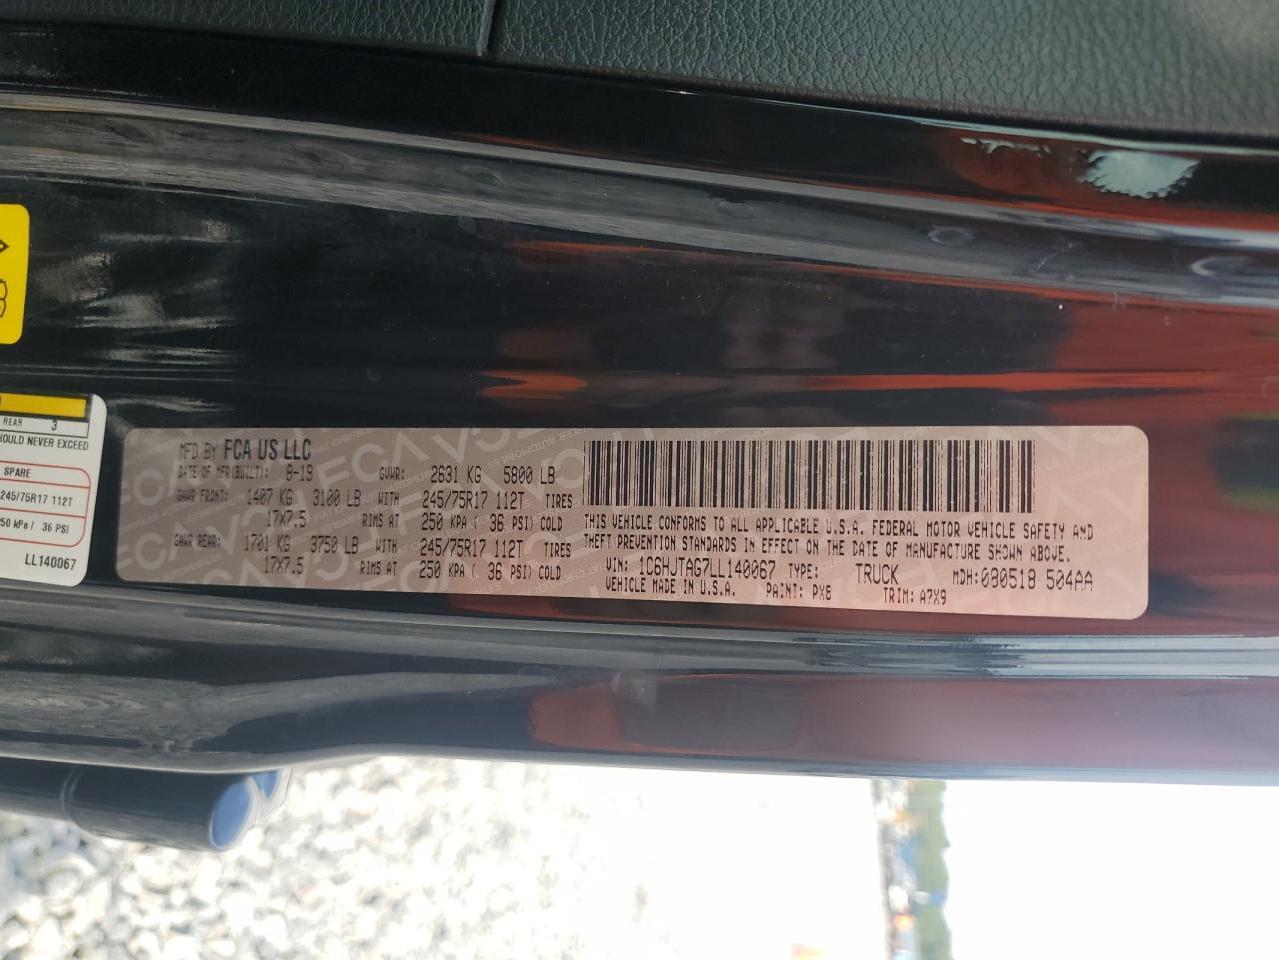 MFD BY FCA US LLC
DATE OF MFR(BUILT): 8-19 GVWR: 2631 KG 5800 LB
GAWR FRONT: 1407 KG 3100 LB WITH 245/75R17 112T TIRES
17X7.5 RIMS AT 250 KPA ( 36 PSI) COLD
GAWR REAR: 1701 KG 3750 LB WITH 245/75R17 112T TIRES
17X7.5 RIMS AT 250 KPA ( 36 PSI) COLD
THIS VEHICLE CONFORMS TO ALL APPLICABLE U.S.A. FEDERAL MOTOR VEHICLE SAFETY AND
THEFT PREVENTION STANDARDS IN EFFECT ON THE DATE OF MANUFACTURE SHOWN ABOVE.
VIN: 1C6HJTAG7LL140067 TYPE: TRUCK MDH: 080518 504AA
VEHICLE MADE IN U.S.A. PAINT: PX8 TRIM: A7X9
REAR 3
HOULD NEVER EXCEED
SPARE
245/75R17 112T
250 kPa / 36 PSI
LL140067